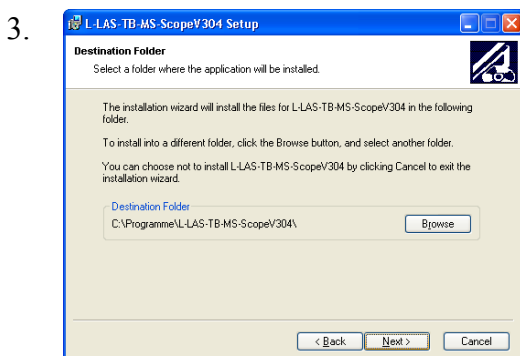 3.
L-LAS-TB-MS-ScopeV304 Setup
Destination Folder
Select a folder where the application will be installed.
The installation wizard will install the files for L-LAS-TB-MS-ScopeV304 in the following
folder.
To install into a different folder, click the Browse button, and select another folder.
You can choose not to install L-LAS-TB-MS-ScopeV304 by clicking Cancel to exit the
installation wizard.
Destination Folder
C:\Programme\L-LAS-TB-MS-ScopeV304\
Browse
< Back
Next >
Cancel